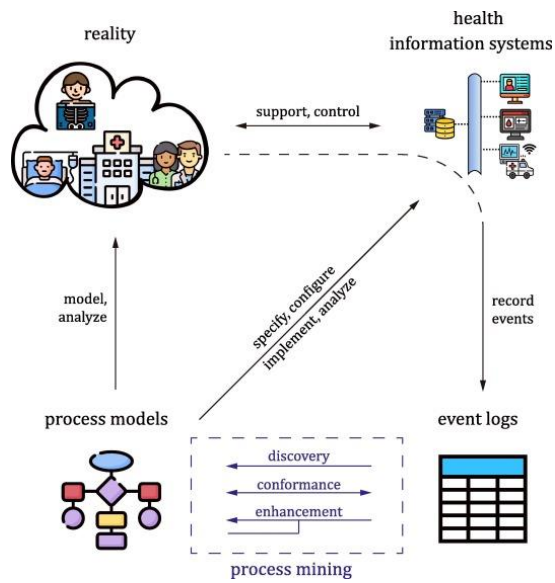 reality
health
information systems
support, control
model,
analyze
specify, configure
implement, analyze
record
events
process models
event logs
discovery
conformance
enhancement
process mining